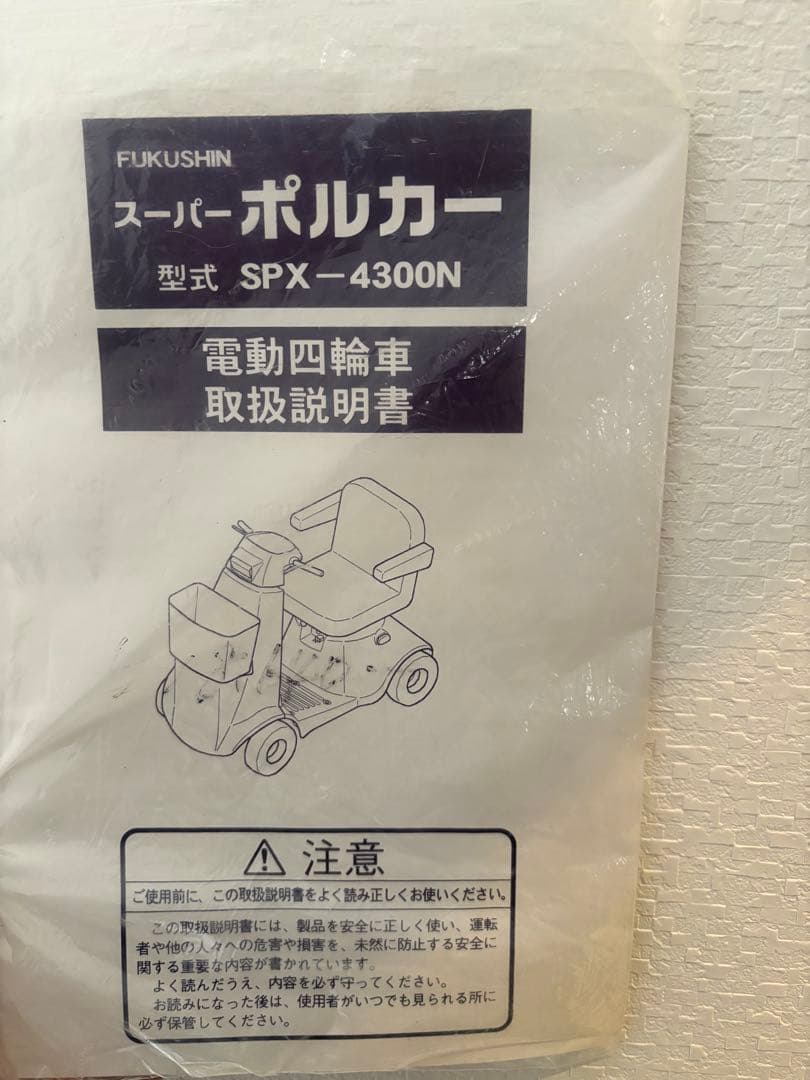 FUKUSHIN
スーパー ポルカー
型式 SPX－4300N
電動四輪車
取扱説明書
⚠ 注意
ご使用前に、この取扱説明書をよく読み正しくお使いください。
この取扱説明書には、製品を安全に正しく使い、運転
者や他の人々への危害や損害を、未然に防止する安全に
関する重要な内容が書かれています。
よく読んだうえ、内容を必ず守ってください。
お読みになった後は、使用者がいつでも見られる所に
必ず保管してください。